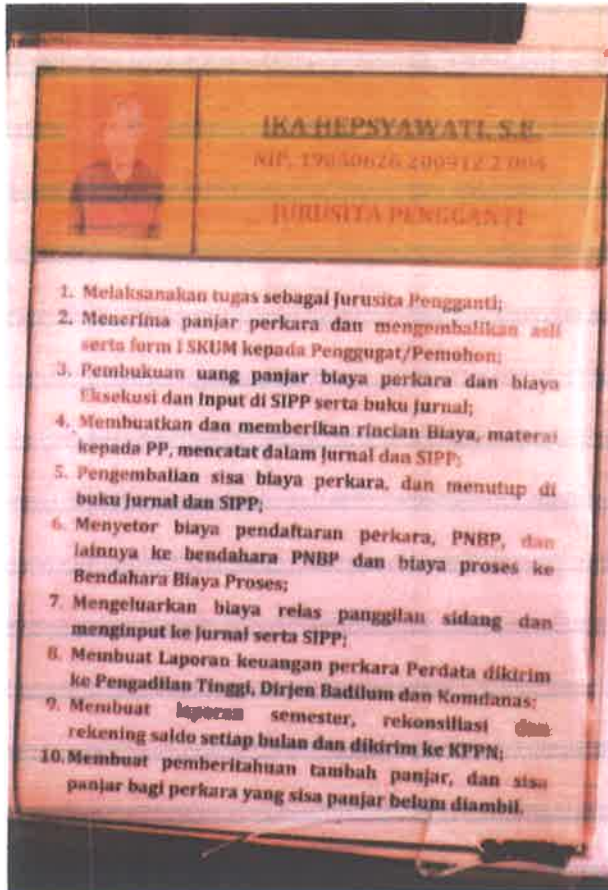 IKA HEPSYAWATI, S.E.
NIP. 200912 2 004
JURUSITA PENGGANTI
1. Melaksanakan tugas sebagai Jurusita Pengganti;
2. Menerima panjar perkara dan mengembalikan asli
serta form I SKUM kepada Penggugat/Pemohon;
3. Pembukuan uang panjar biaya perkara dan biaya
Eksekusi dan Input di SIPP serta buku Jurnal;
4. Membuatkan dan memberikan rincian Biaya, materai
kepada PP, mencatat dalam Jurnal dan SIPP;
5. Pengembalian sisa biaya perkara, dan menutup di
buku Jurnal dan SIPP;
6. Menyetor biaya pendaftaran perkara, PNBP, dan
lainnya ke bendahara PNBP dan biaya proses ke
Bendahara Biaya Proses;
7. Mengeluarkan biaya relas panggilan sidang dan
menginput ke Jurnal serta SIPP;
8. Membuat Laporan keuangan perkara Perdata dikirim
ke Pengadilan Tinggi, Dirjen Badilum dan Komdanas;
9. Membuat laporan semester, rekonsiliasi dan
rekening saldo setiap bulan dan dikirim ke KPPN;
10. Membuat pemberitahuan tambah panjar, dan sisa
panjar bagi perkara yang sisa panjar belum diambil.